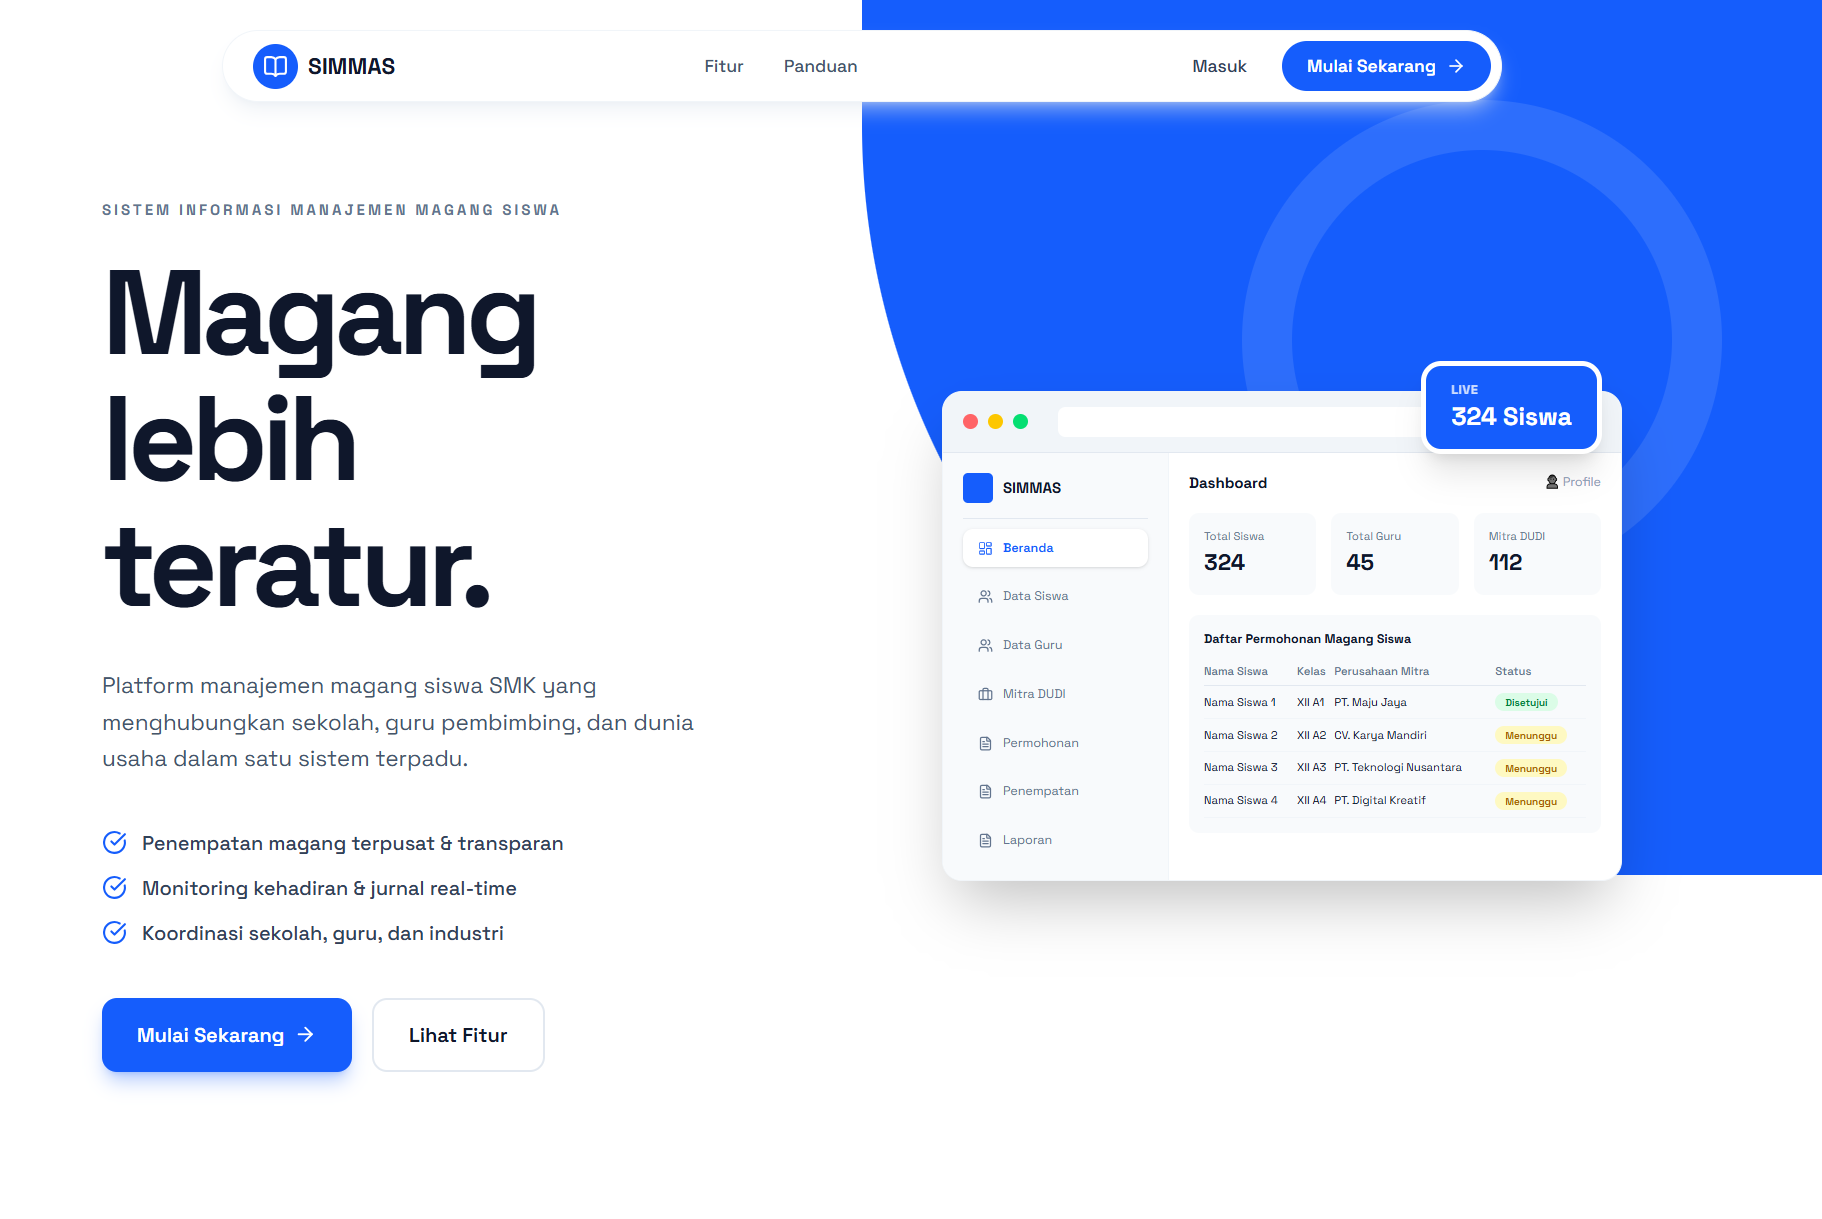 SIMMAS
Fitur
Panduan
Masuk
Mulai Sekarang
SISTEM INFORMASI MANAJEMEN MAGANG SISWA
Magang
lebih
teratur.
Platform manajemen magang siswa SMK yang
menghubungkan sekolah, guru pembimbing, dan dunia
usaha dalam satu sistem terpadu.
Penempatan magang terpusat & transparan
Monitoring kehadiran & jurnal real-time
Koordinasi sekolah, guru, dan industri
Mulai Sekarang
Lihat Fitur
LIVE
324 Siswa
SIMMAS
Beranda
Data Siswa
Data Guru
Mitra DUDI
Permohonan
Penempatan
Laporan
Dashboard
Profile
Total Siswa
324
Total Guru
45
Mitra DUDI
112
Daftar Permohonan Magang Siswa
Nama Siswa Kelas Perusahaan Mitra Status
Nama Siswa 1 XII A1 PT. Maju Jaya Disetujui
Nama Siswa 2 XII A2 CV. Karya Mandiri Menunggu
Nama Siswa 3 XII A3 PT. Teknologi Nusantara Menunggu
Nama Siswa 4 XII A4 PT. Digital Kreatif Menunggu